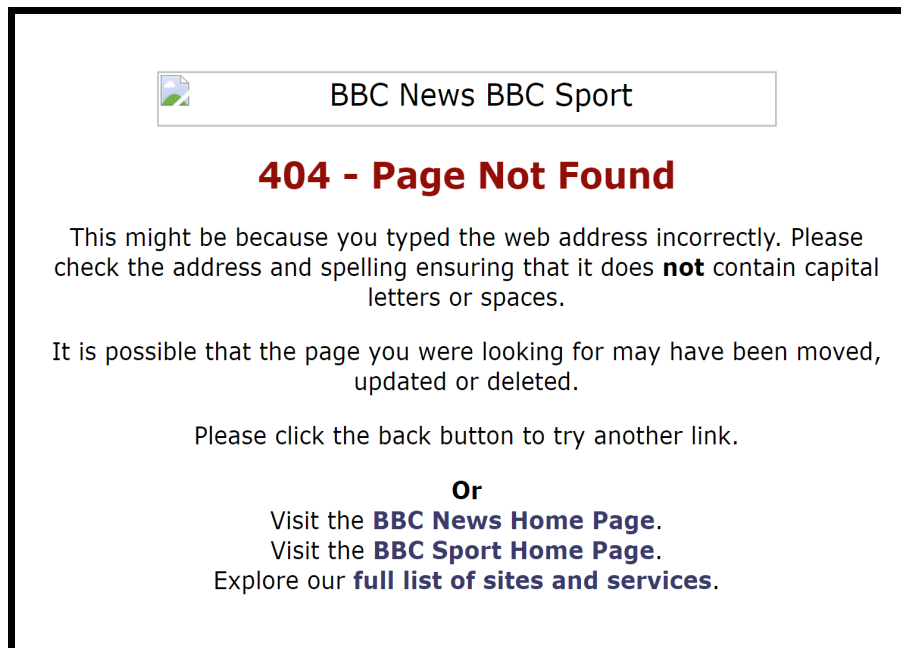 BBC News BBC Sport
404 - Page Not Found
This might be because you typed the web address incorrectly. Please
check the address and spelling ensuring that it does not contain capital
letters or spaces.
It is possible that the page you were looking for may have been moved,
updated or deleted.
Please click the back button to try another link.
Or
Visit the BBC News Home Page.
Visit the BBC Sport Home Page.
Explore our full list of sites and services.